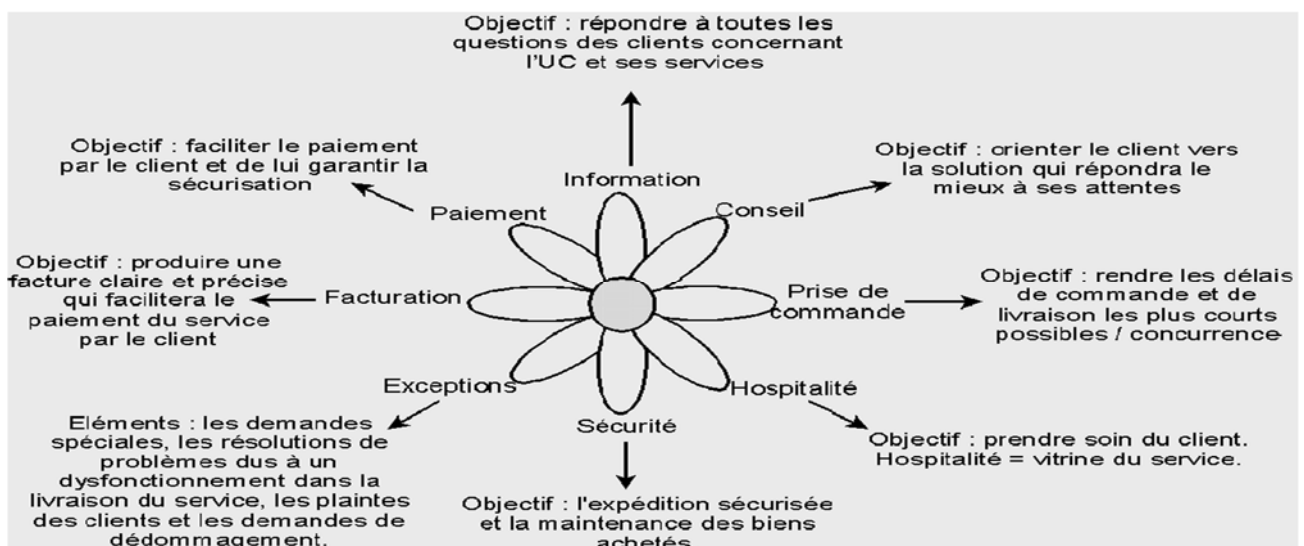 Objectif : répondre à toutes les
questions des clients concernant
l'UC et ses services
Objectif : faciliter le paiement
par le client et de lui garantir la
sécurisation
Objectif : orienter le client vers
la solution qui répondra le
mieux à ses attentes
Information
Paiement
Conseil
Objectif : produire une
facture claire et précise
qui facilitera le
paiement du service
par le client
Facturation
Prise de
commande
Objectif : rendre les délais
de commande et de
livraison les plus courts
possibles / concurrence
Exceptions
Hospitalité
Sécurité
Eléments : les demandes
spéciales, les résolutions de
problèmes dus à un
dysfonctionnement dans la
livraison du service, les plaintes
des clients et les demandes de
dédommagement.
Objectif : prendre soin du client.
Hospitalité = vitrine du service.
Objectif : l'expédition sécurisée
et la maintenance des biens
achetés